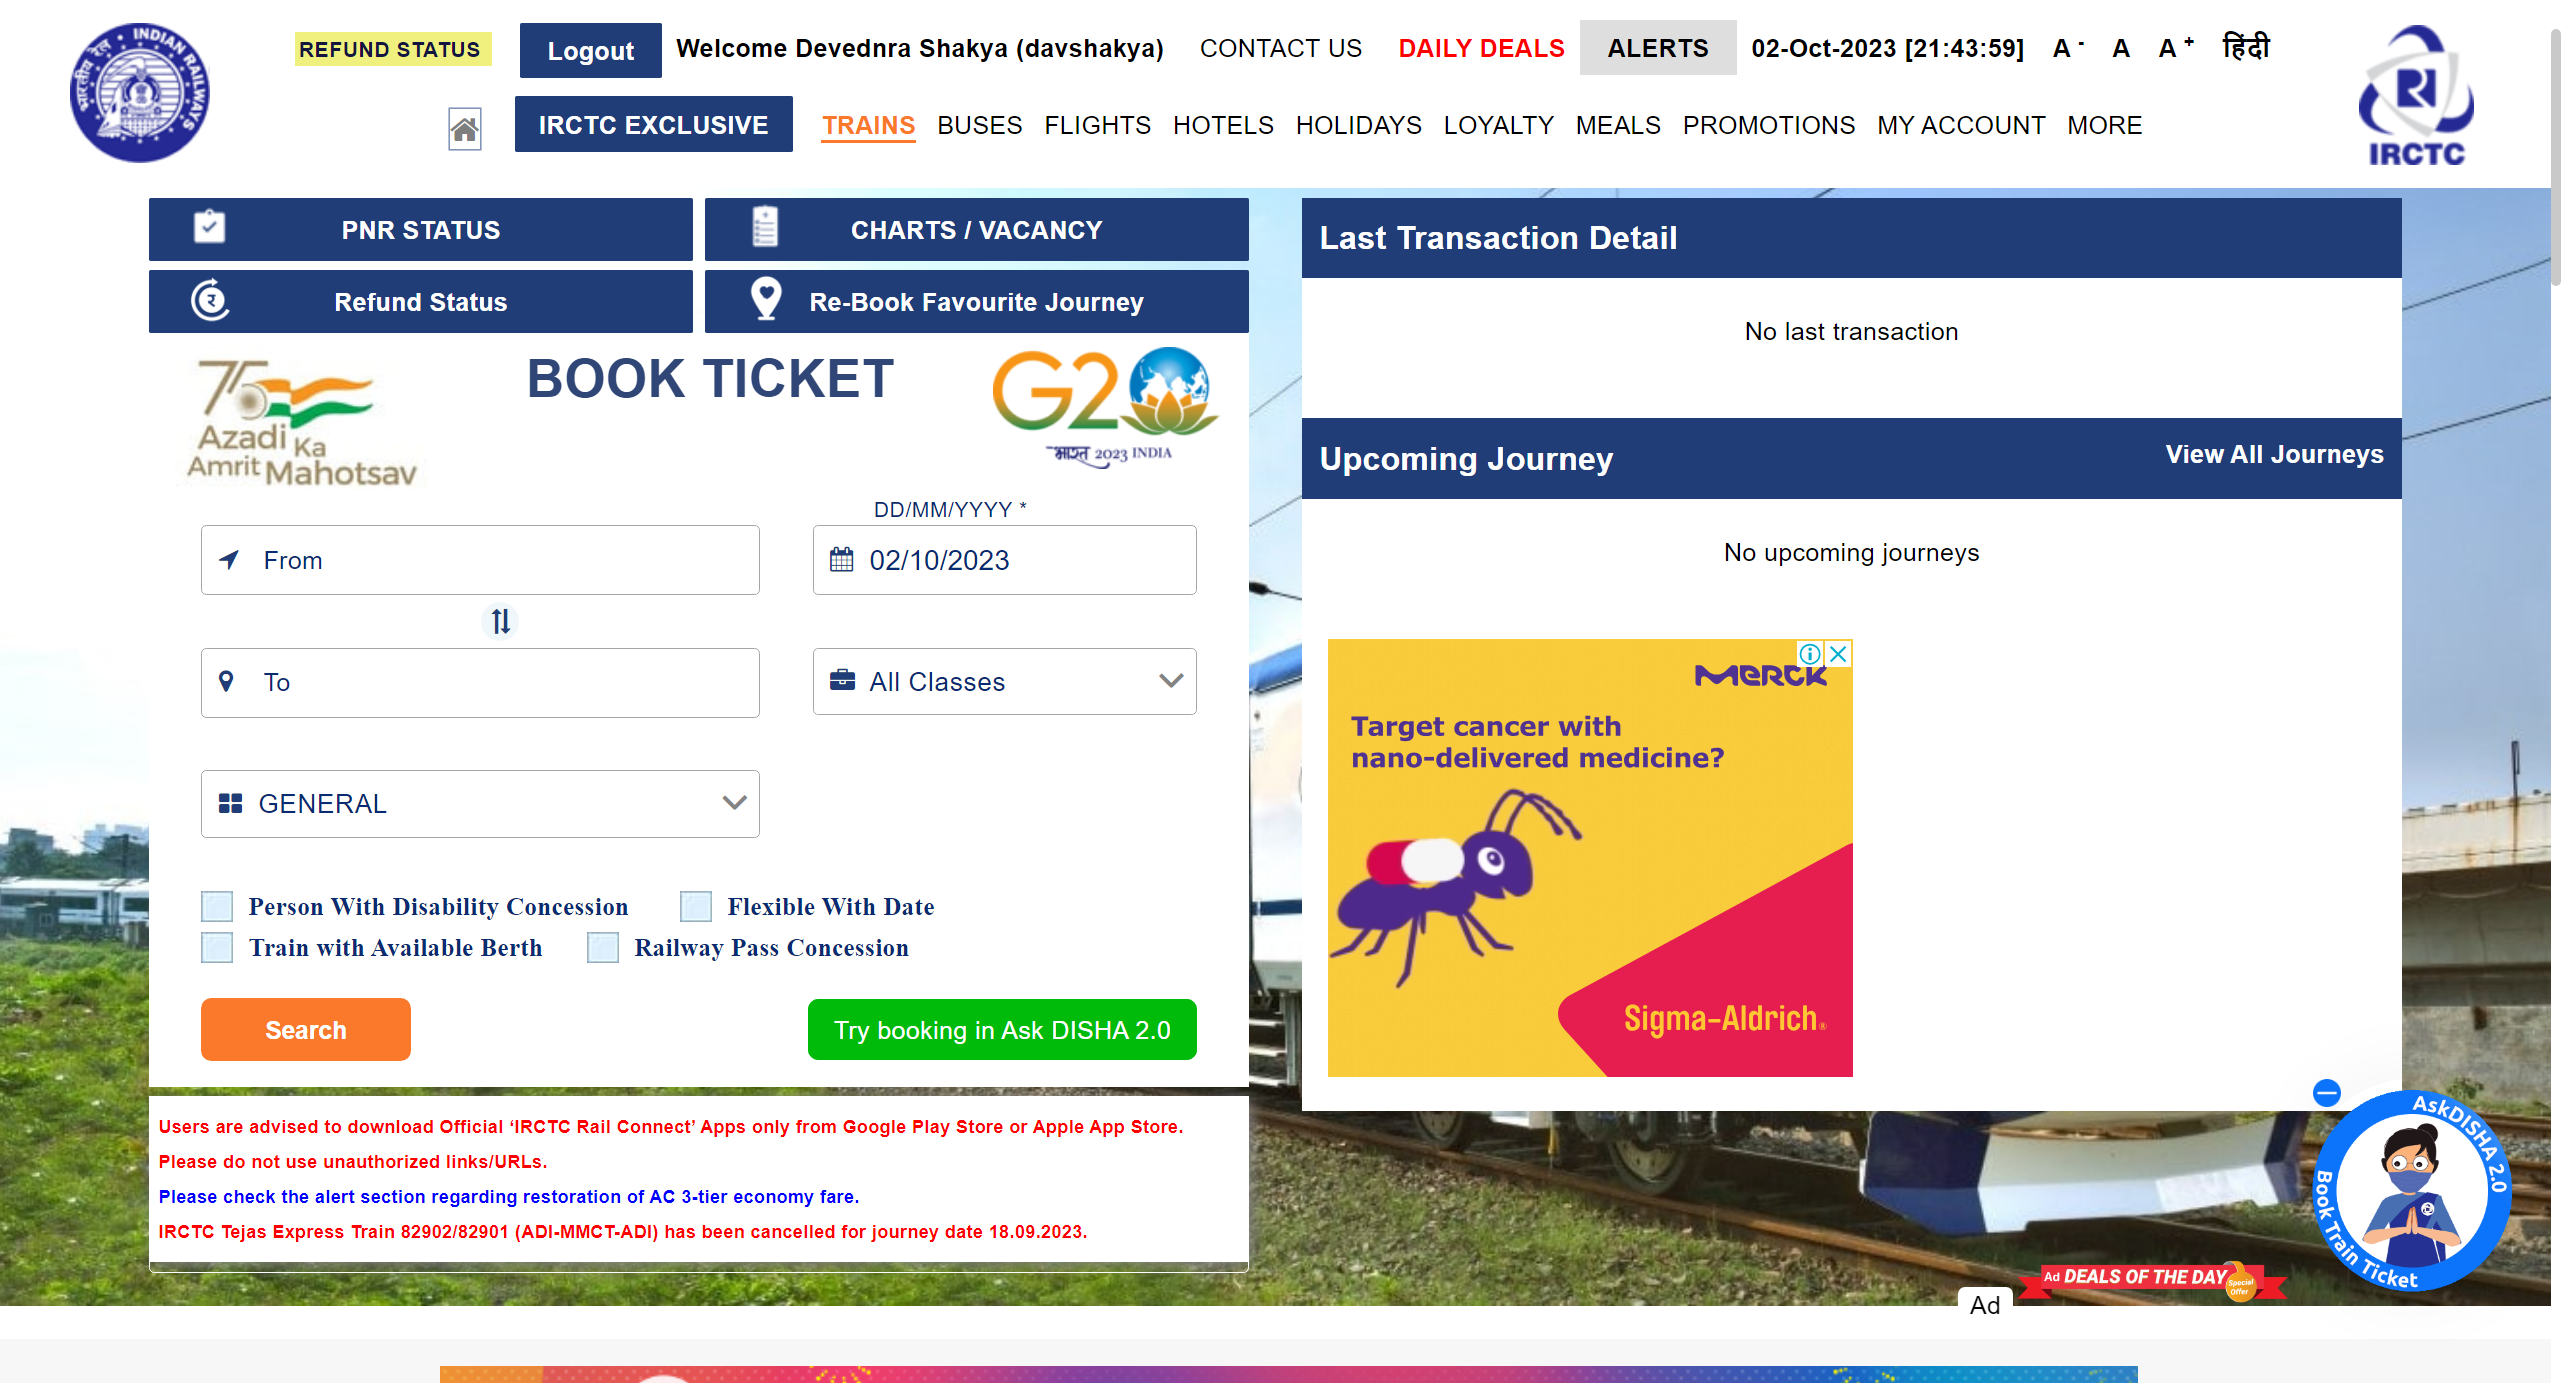 REFUND STATUS
Logout
Welcome Devednra Shakya (davshakya)
CONTACT US
DAILY DEALS
ALERTS
02-Oct-2023 [21:43:59]
A -
A
A +
हिंदी
INDIAN RAILWAYS
भारतीय रेल
IRCTC EXCLUSIVE
TRAINS
BUSES
FLIGHTS
HOTELS
HOLIDAYS
LOYALTY
MEALS
PROMOTIONS
MY ACCOUNT
MORE
IRCTC
PNR STATUS
CHARTS / VACANCY
Refund Status
Re-Book Favourite Journey
75
Azadi Ka
Amrit Mahotsav
BOOK TICKET
G20
भारत 2023 INDIA
DD/MM/YYYY *
From
02/10/2023
To
All Classes
GENERAL
Person With Disability Concession
Flexible With Date
Train with Available Berth
Railway Pass Concession
Search
Try booking in Ask DISHA 2.0
Users are advised to download Official ‘IRCTC Rail Connect’ Apps only from Google Play Store or Apple App Store.
Please do not use unauthorized links/URLs.
Please check the alert section regarding restoration of AC 3-tier economy fare.
IRCTC Tejas Express Train 82902/82901 (ADI-MMCT-ADI) has been cancelled for journey date 18.09.2023.
Last Transaction Detail
No last transaction
Upcoming Journey
View All Journeys
No upcoming journeys
MERCK
Target cancer with
nano-delivered medicine?
Sigma-Aldrich®
AskDISHA 2.0
Book Train Ticket
Ad DEALS OF THE DAY
Special
Offer
Ad